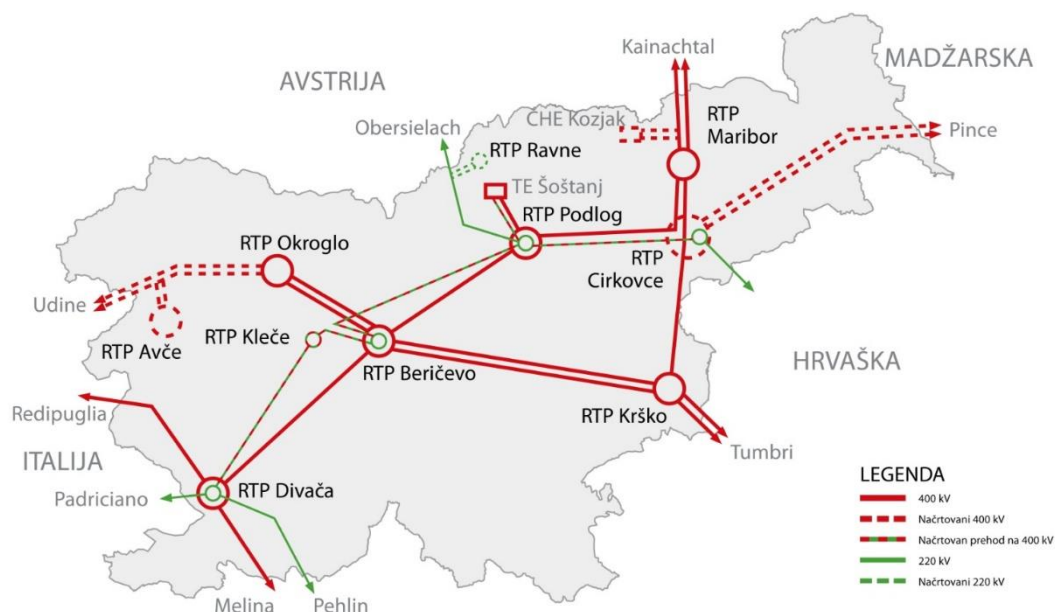 Kainachtal
MADŽARSKA
AVSTRIJA
Obersielach
ČHE Kozjak
RTP
Maribor
Pince
RTP Ravne
TE Šoštanj
RTP Podlog
RTP Okroglo
RTP
Cirkovce
Udine
RTP Avče
RTP Kleče
RTP Beričevo
HRVAŠKA
RTP Krško
Redipuglia
Tumbri
ITALIJA
Padriciano
RTP Divača
Melina
Pehlin
LEGENDA
400 kV
Načrtovani 400 kV
Načrtovan prehod na 400 kV
220 kV
Načrtovani 220 kV